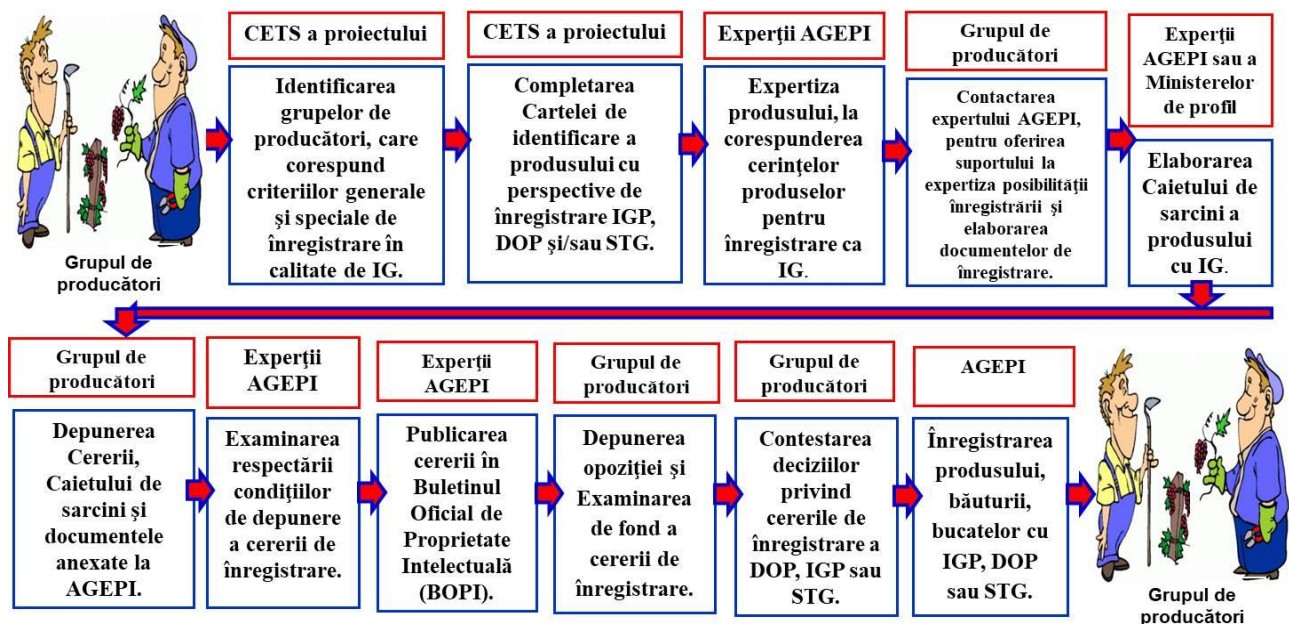 Grupul de
producători
CETS a proiectului
Identificarea
grupelor de
producători, care
corespund
criteriilor generale
şi speciale de
înregistrare în
calitate de IG.
CETS a proiectului
Completarea
Cartelei de
identificare a
produsului cu
perspective de
înregistrare IGP,
DOP şi/sau STG.
Experţii AGEPI
Expertiza
produsului, la
corespunderea
cerinţelor
produselor
pentru
înregistrare ca
IG.
Grupul de
producători
Contactarea
expertului AGEPI,
pentru oferirea
suportului la
expertiza posibilităţii
înregistrării şi
elaborarea
documentelor de
înregistrare.
Experţii
AGEPI sau a
Ministerelor
de profil
Elaborarea
Caietului de
sarcini a
produsului
cu IG.
Grupul de
producători
Depunerea
Cererii,
Caietului de
sarcini şi
documentele
anexate la
AGEPI.
Experţii
AGEPI
Examinarea
respectării
condiţiilor
de depunere
a cererii de
înregistrare.
Experţii
AGEPI
Publicarea
cererii în
Buletinul
Oficial de
Proprietate
Intelectuală
(BOPI).
Grupul de
producători
Depunerea
opoziţiei şi
Examinarea
de fond a
cererii de
înregistrare.
Grupul de
producători
Contestarea
deciziilor
privind
cererile de
înregistrare a
DOP, IGP sau
STG.
AGEPI
Înregistrarea
produsului,
băuturii,
bucatelor cu
IGP, DOP
sau STG.
Grupul de
producători